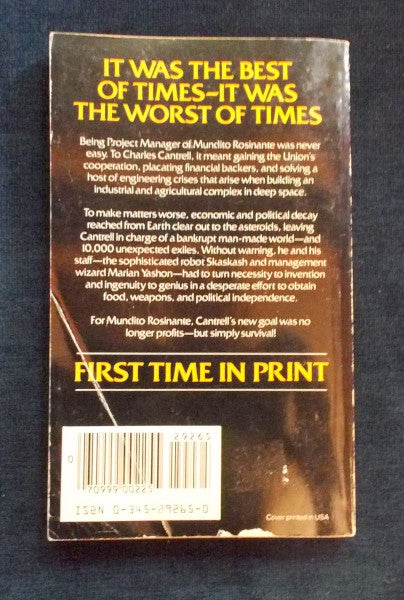 IT WAS THE BEST
OF TIMES—IT WAS
THE WORST OF TIMES
Being Project Manager of Mundito Rosinante was never
easy. To Charles Cantrell, it meant gaining the Union's
cooperation, placating financial backers, and solving a
host of engineering crises that arise when building an
industrial and agricultural complex in deep space.
To make matters worse, economic and political decay
reached from Earth clear out to the asteroids, leaving
Cantrell in charge of a bankrupt man-made world—and
10,000 unexpected exiles. Without warning, he and his
staff—the sophisticated robot Skaskash and management
wizard Marian Yashon—had to turn necessity to invention
and ingenuity to genius in a desperate effort to obtain
food, weapons, and political independence.
For Mundito Rosinante, Cantrell's new goal was no
longer profits—but simply survival!
FIRST TIME IN PRINT
29265
0
70999 00225
ISBN 0-345-29265-0
Cover printed in USA